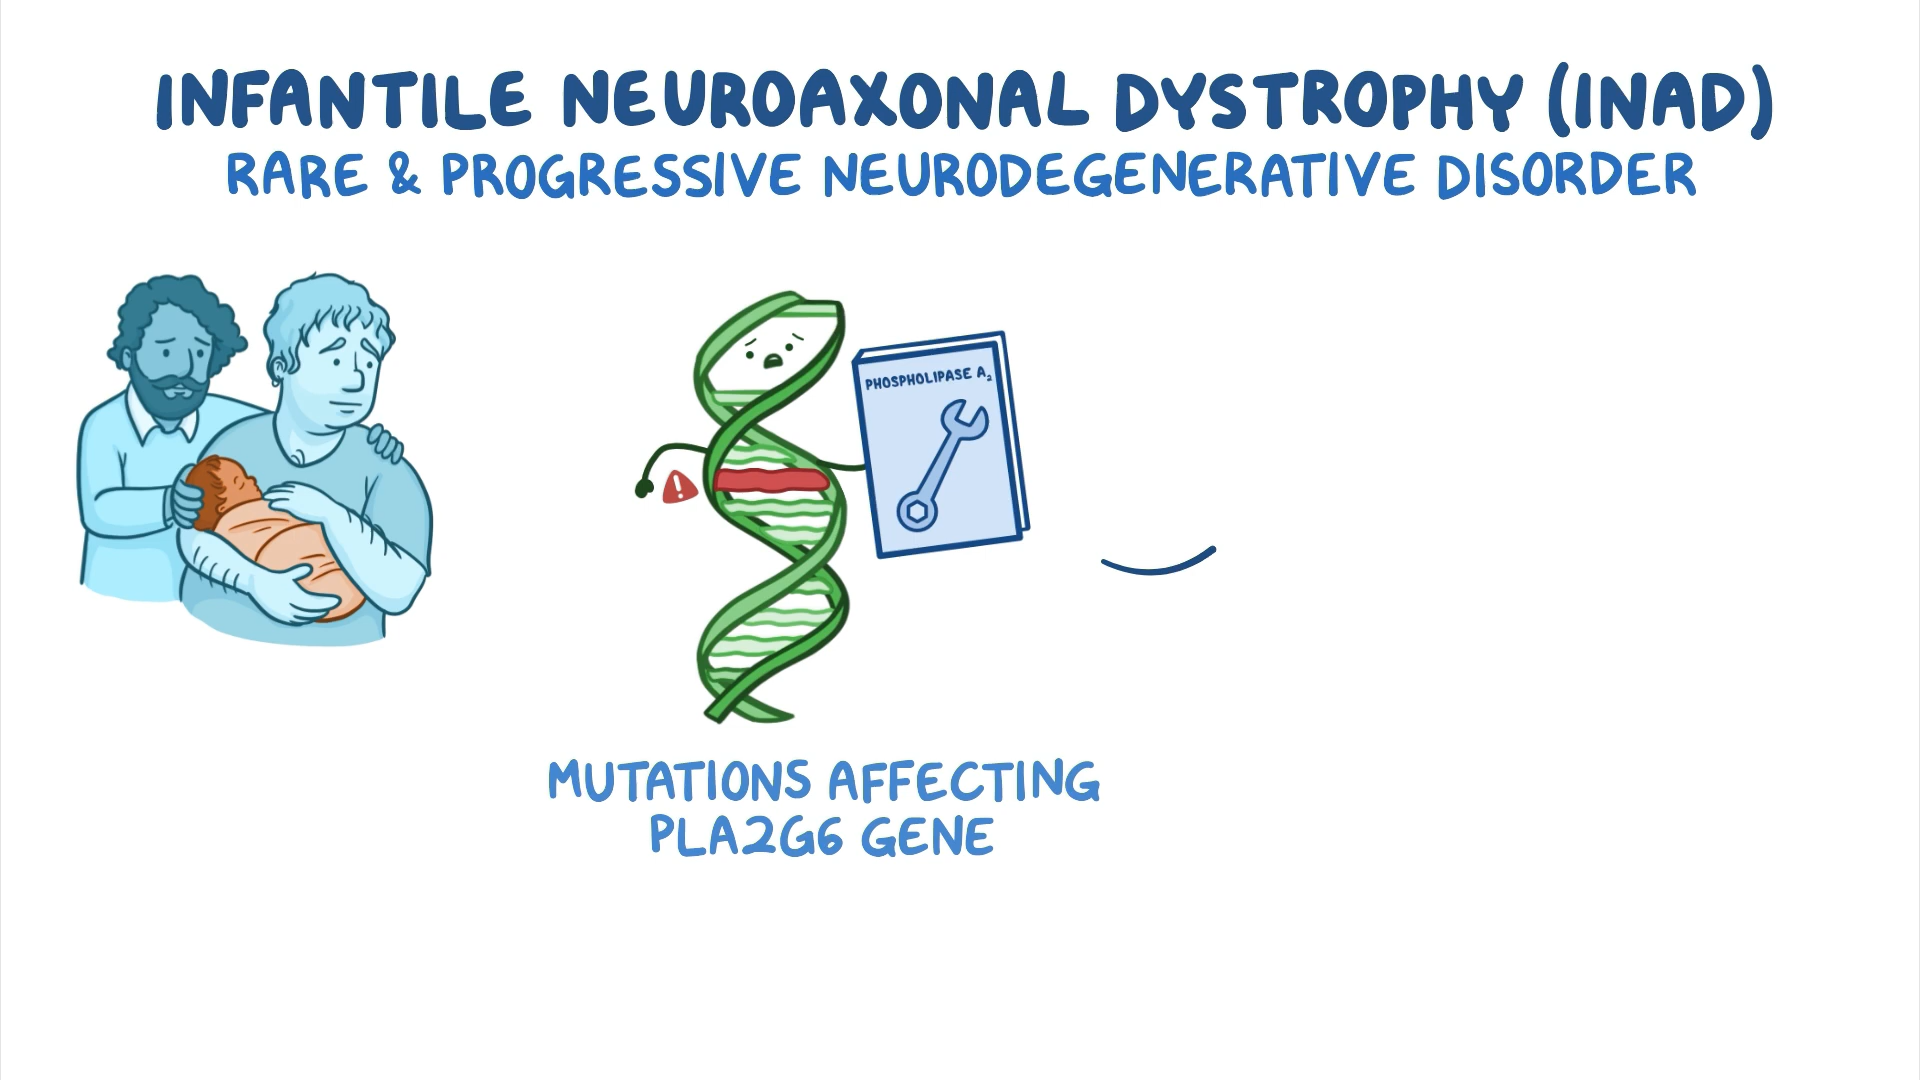 INFANTILE NEUROAXONAL DYSTROPHY (INAD)
RARE & PROGRESSIVE NEURODEGENERATIVE DISORDER
PHOSPHOLIPASE A₂
MUTATIONS AFFECTING
PLA2G6 GENE